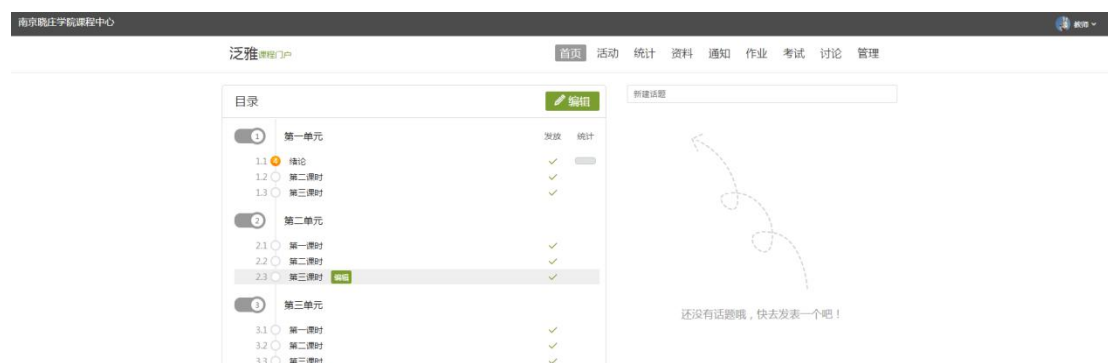 南京晓庄学院课程中心 教师
泛雅课程门户 首页 活动 统计 资料 通知 作业 考试 讨论 管理
目录 编辑 新建话题
1 第一单元 发放 统计
1.1 绪论
1.2 第二课时
1.3 第三课时
2 第二单元
2.1 第一课时
2.2 第二课时
2.3 第三课时 编辑
3 第三单元
还没有话题哦，快去发表一个吧！
3.1 第一课时
3.2 第二课时
3.3 第三课时